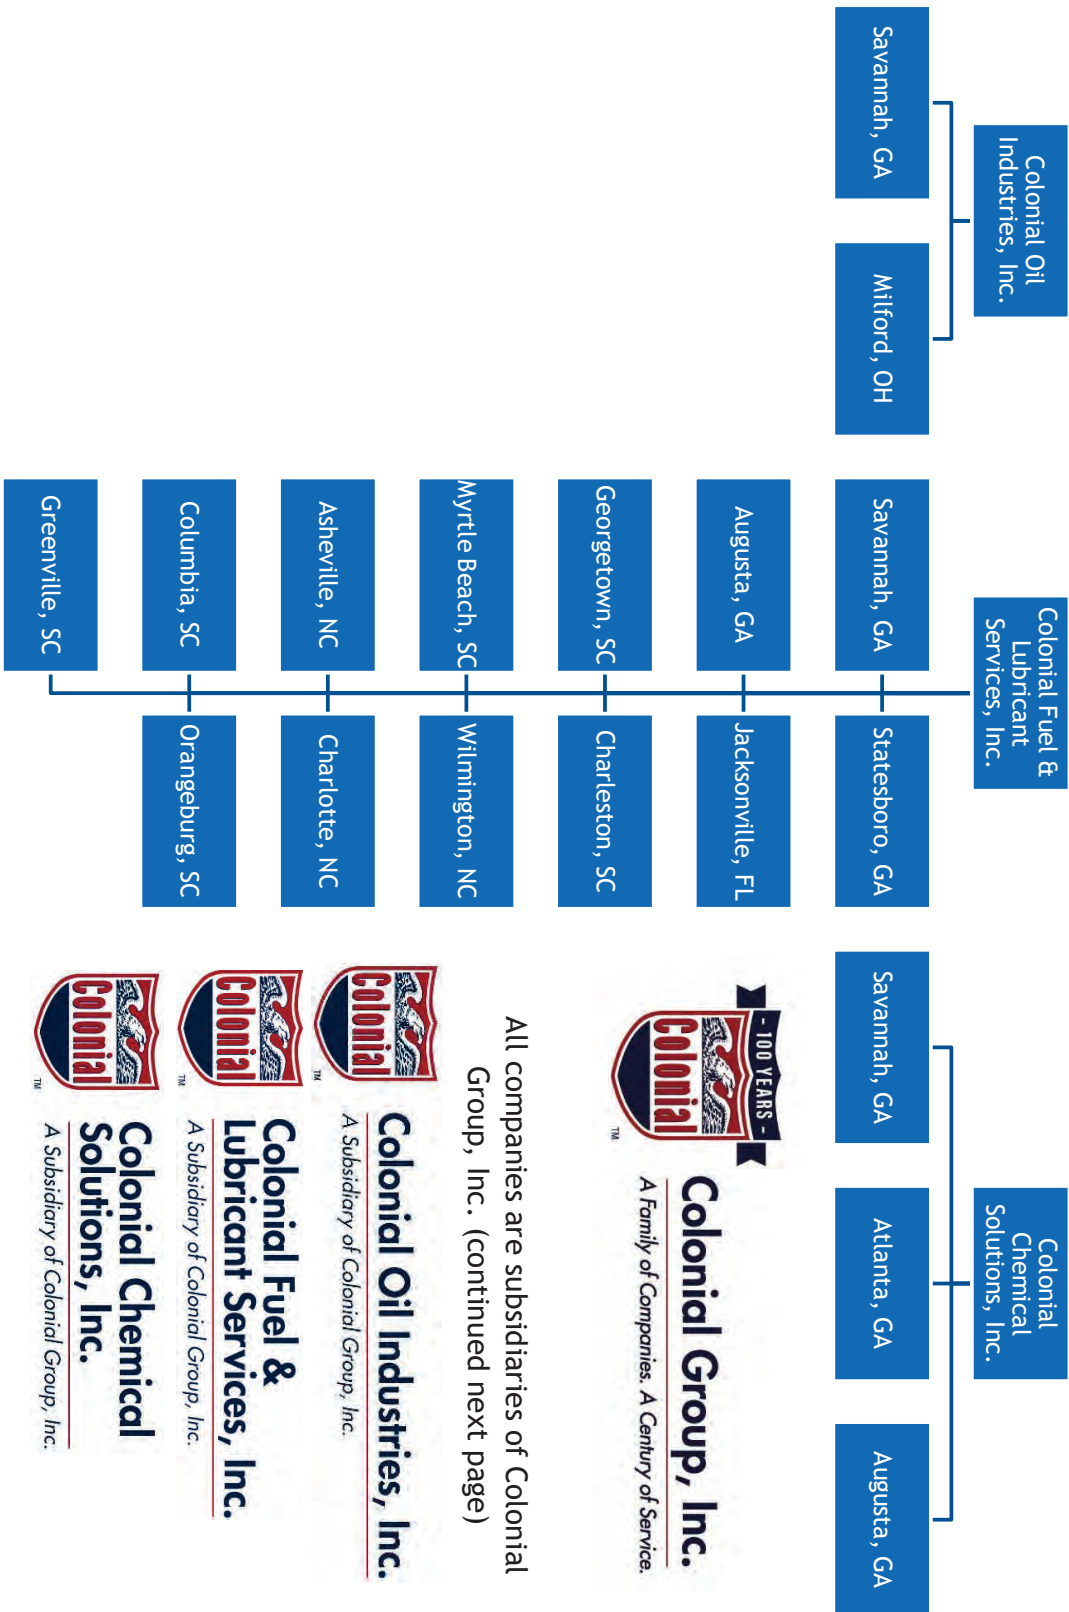 Colonial Oil
Industries, Inc.
Savannah, GA
Milford, OH
Colonial Fuel &
Lubricant
Services, Inc.
Savannah, GA
Statesboro, GA
Augusta, GA
Jacksonville, FL
Georgetown, SC
Charleston, SC
Myrtle Beach, SC
Wilmington, NC
Asheville, NC
Charlotte, NC
Columbia, SC
Orangeburg, SC
Greenville, SC
Colonial
Chemical
Solutions, Inc.
Savannah, GA
Atlanta, GA
Augusta, GA
- 100 YEARS -
Colonial
TM
Colonial Group, Inc.
A Family of Companies. A Century of Service.
All companies are subsidiaries of Colonial
Group, Inc. (continued next page)
Colonial
TM
Colonial Oil Industries, Inc.
A Subsidiary of Colonial Group, Inc.
Colonial
TM
Colonial Fuel &
Lubricant Services, Inc.
A Subsidiary of Colonial Group, Inc.
Colonial
TM
Colonial Chemical
Solutions, Inc.
A Subsidiary of Colonial Group, Inc.